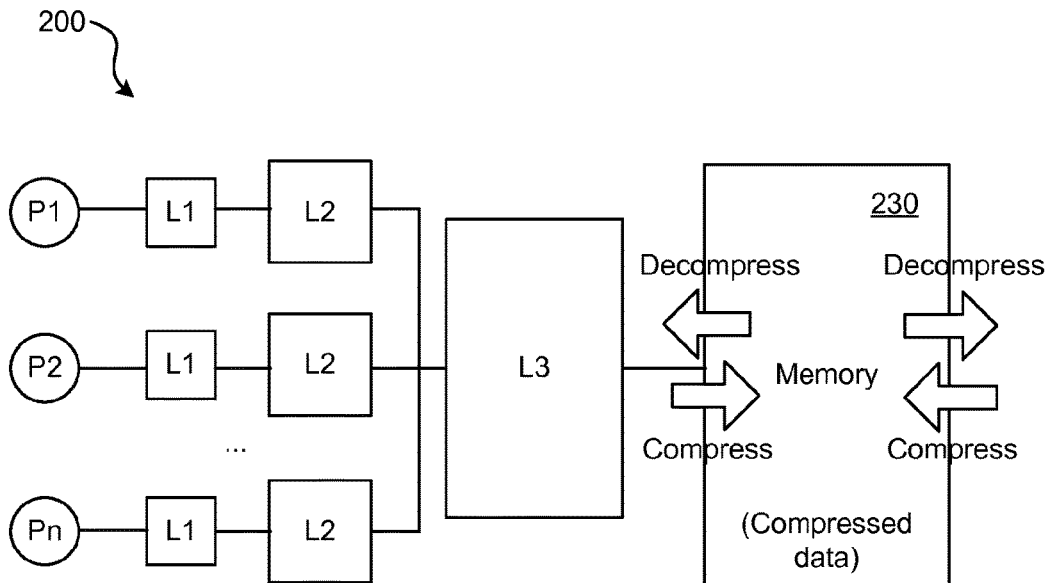 200
P1
L1
L2
P2
L1
L2
...
Pn
L1
L2
L3
230
Decompress
Decompress
Memory
Compress
Compress
(Compressed
data)